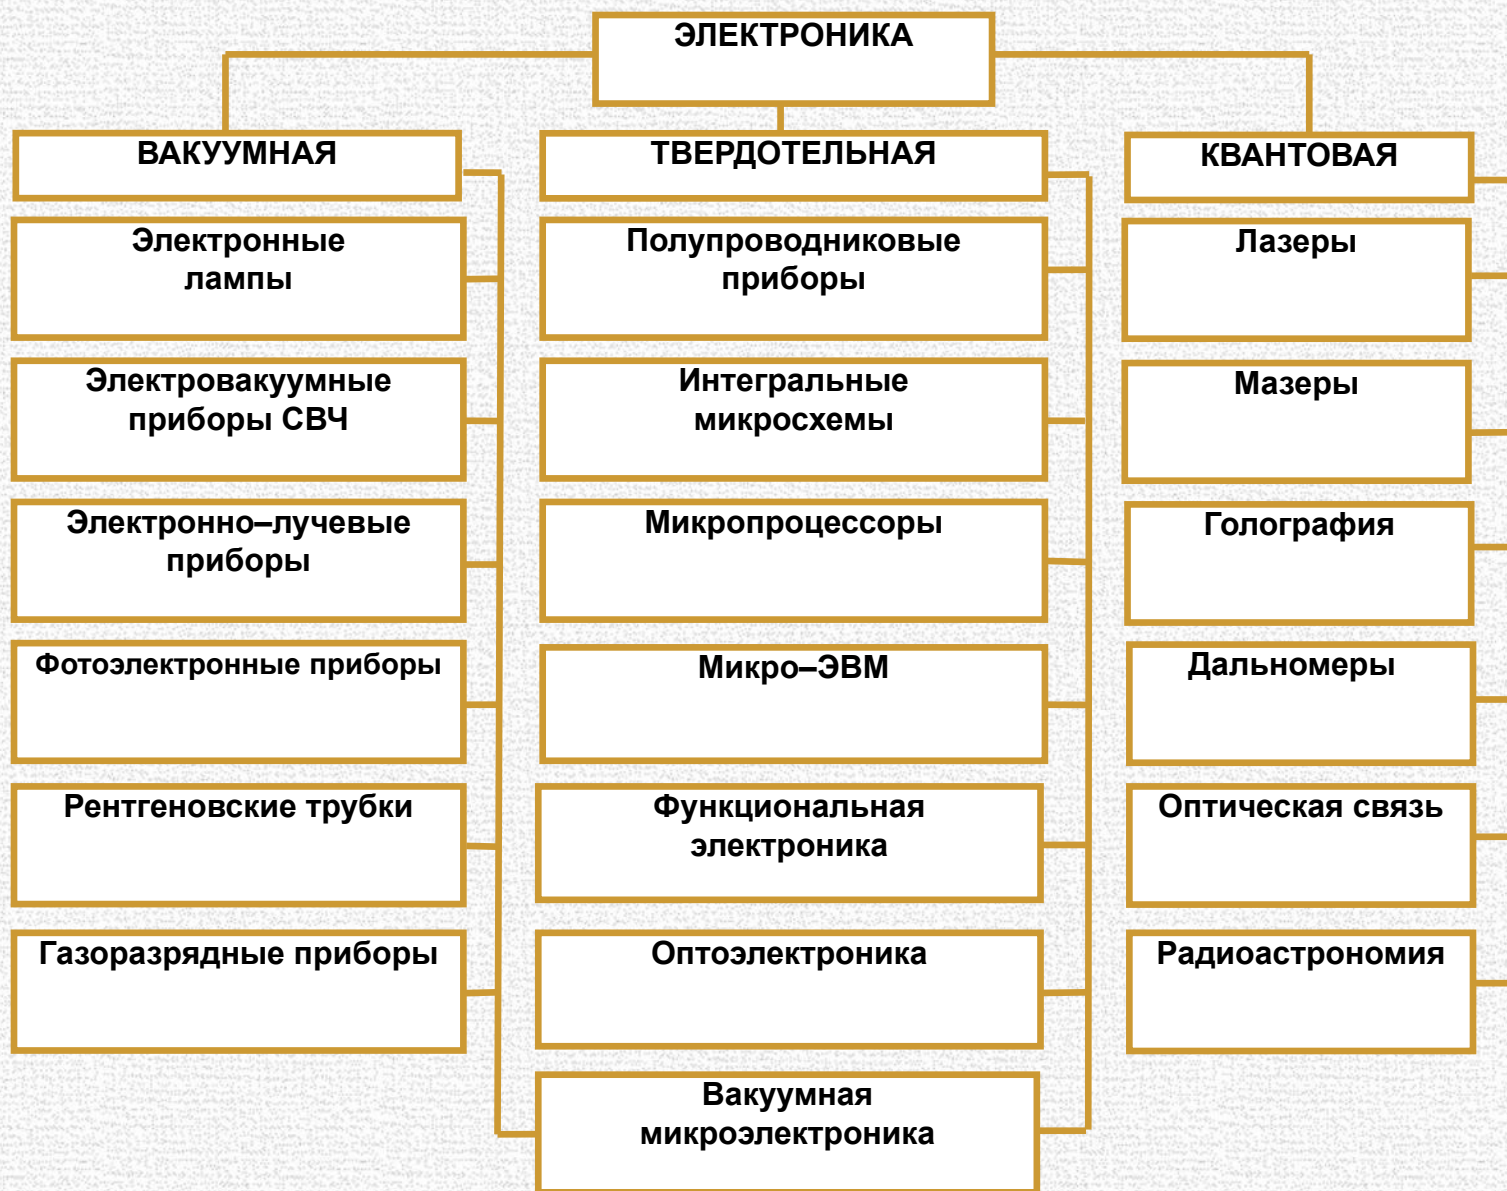 ЭЛЕКТРОНИКА
ВАКУУМНАЯ
Электронные
лампы
Электровакуумные
приборы СВЧ
Электронно–лучевые
приборы
Фотоэлектронные приборы
Рентгеновские трубки
Газоразрядные приборы
ТВЕРДОТЕЛЬНАЯ
Полупроводниковые
приборы
Интегральные
микросхемы
Микропроцессоры
Микро–ЭВМ
Функциональная
электроника
Оптоэлектроника
Вакуумная
микроэлектроника
КВАНТОВАЯ
Лазеры
Мазеры
Голография
Дальномеры
Оптическая связь
Радиоастрономия